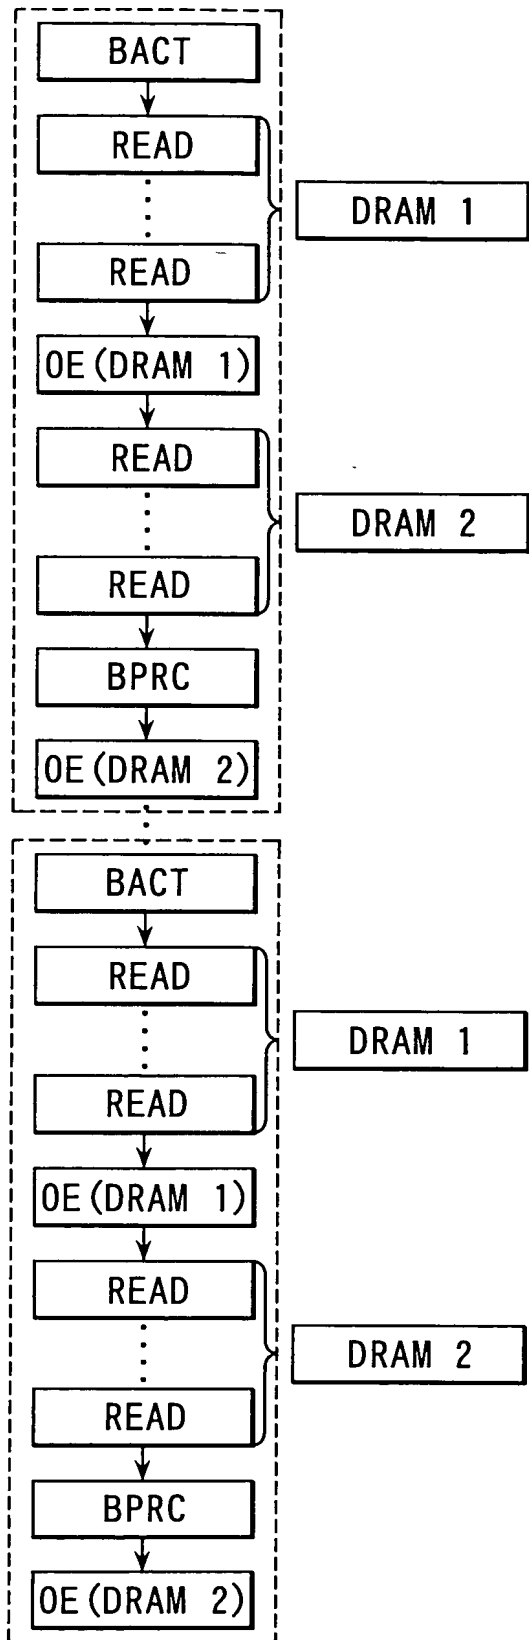 BACT
READ
DRAM 1
READ
OE(DRAM 1)
READ
DRAM 2
READ
BPRC
OE(DRAM 2)
BACT
READ
DRAM 1
READ
OE(DRAM 1)
READ
DRAM 2
READ
BPRC
OE(DRAM 2)